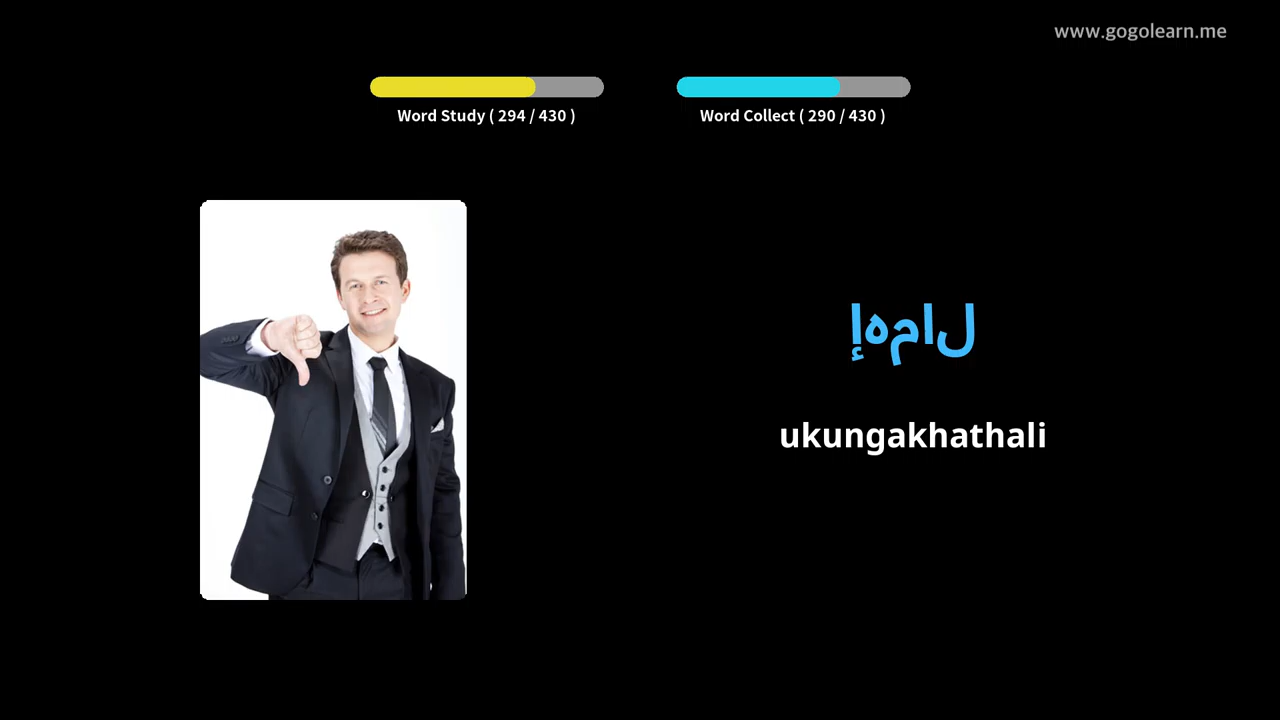 www.gogolearn.me
Word Study ( 294 / 430 )
Word Collect ( 290 / 430 )
إهمال
ukungakhathali